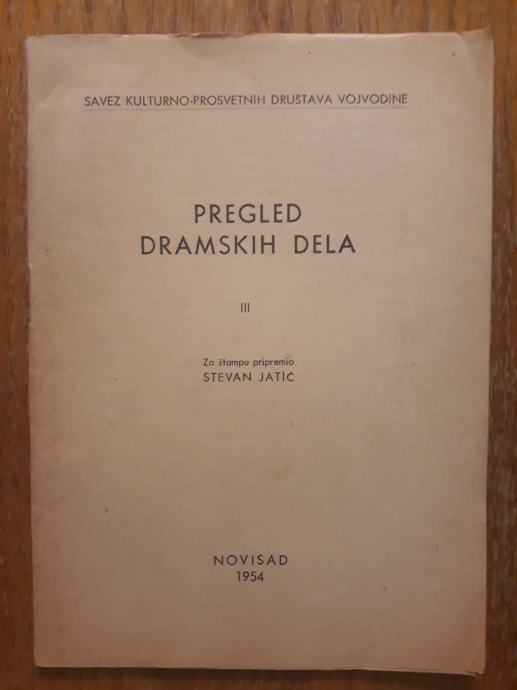 SAVEZ KULTURNO-PROSVETNIH DRUŠTAVA VOJVODINE
PREGLED
DRAMSKIH DELA
III
Za štampu pripremio
STEVAN JATIĆ
NOVISAD
1954